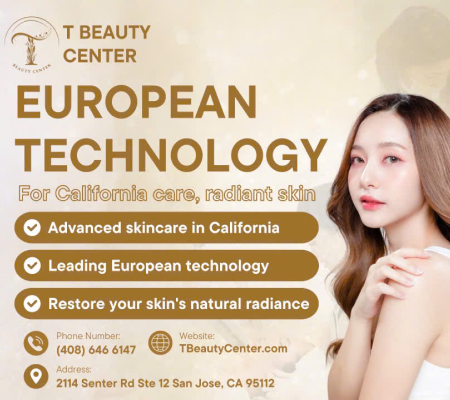 T BEAUTY
CENTER
BEAUTY CENTER
EUROPEAN
TECHNOLOGY
For California care, radiant skin
Advanced skincare in California
Leading European technology
Restore your skin's natural radiance
Phone Number:
(408) 646 6147
Website:
TBeautyCenter.com
Address:
2114 Senter Rd Ste 12 San Jose, CA 95112